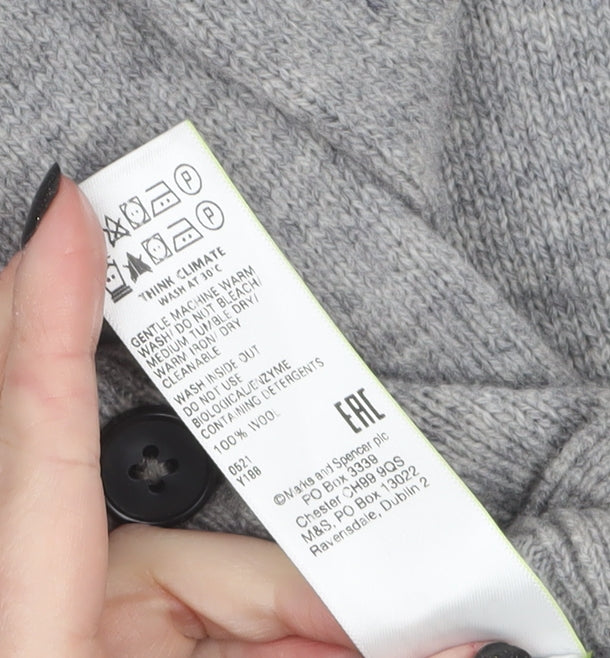 P
P
THINK CLIMATE
WASH AT 30°C
GENTLE MACHINE WARM
WASH/ DO NOT BLEACH/
MEDIUM TUMBLE DRY/
WARM IRON/ DRY
CLEANABLE
WASH INSIDE OUT
DO NOT USE
BIOLOGICAL/ENZYME
CONTAINING DETERGENTS
100% WOOL
0521
Y188
EAC
©Marks and Spencer plc
PO Box 3339
Chester CH99 9QS
M&S, PO Box 13022
Ravensdale, Dublin 2